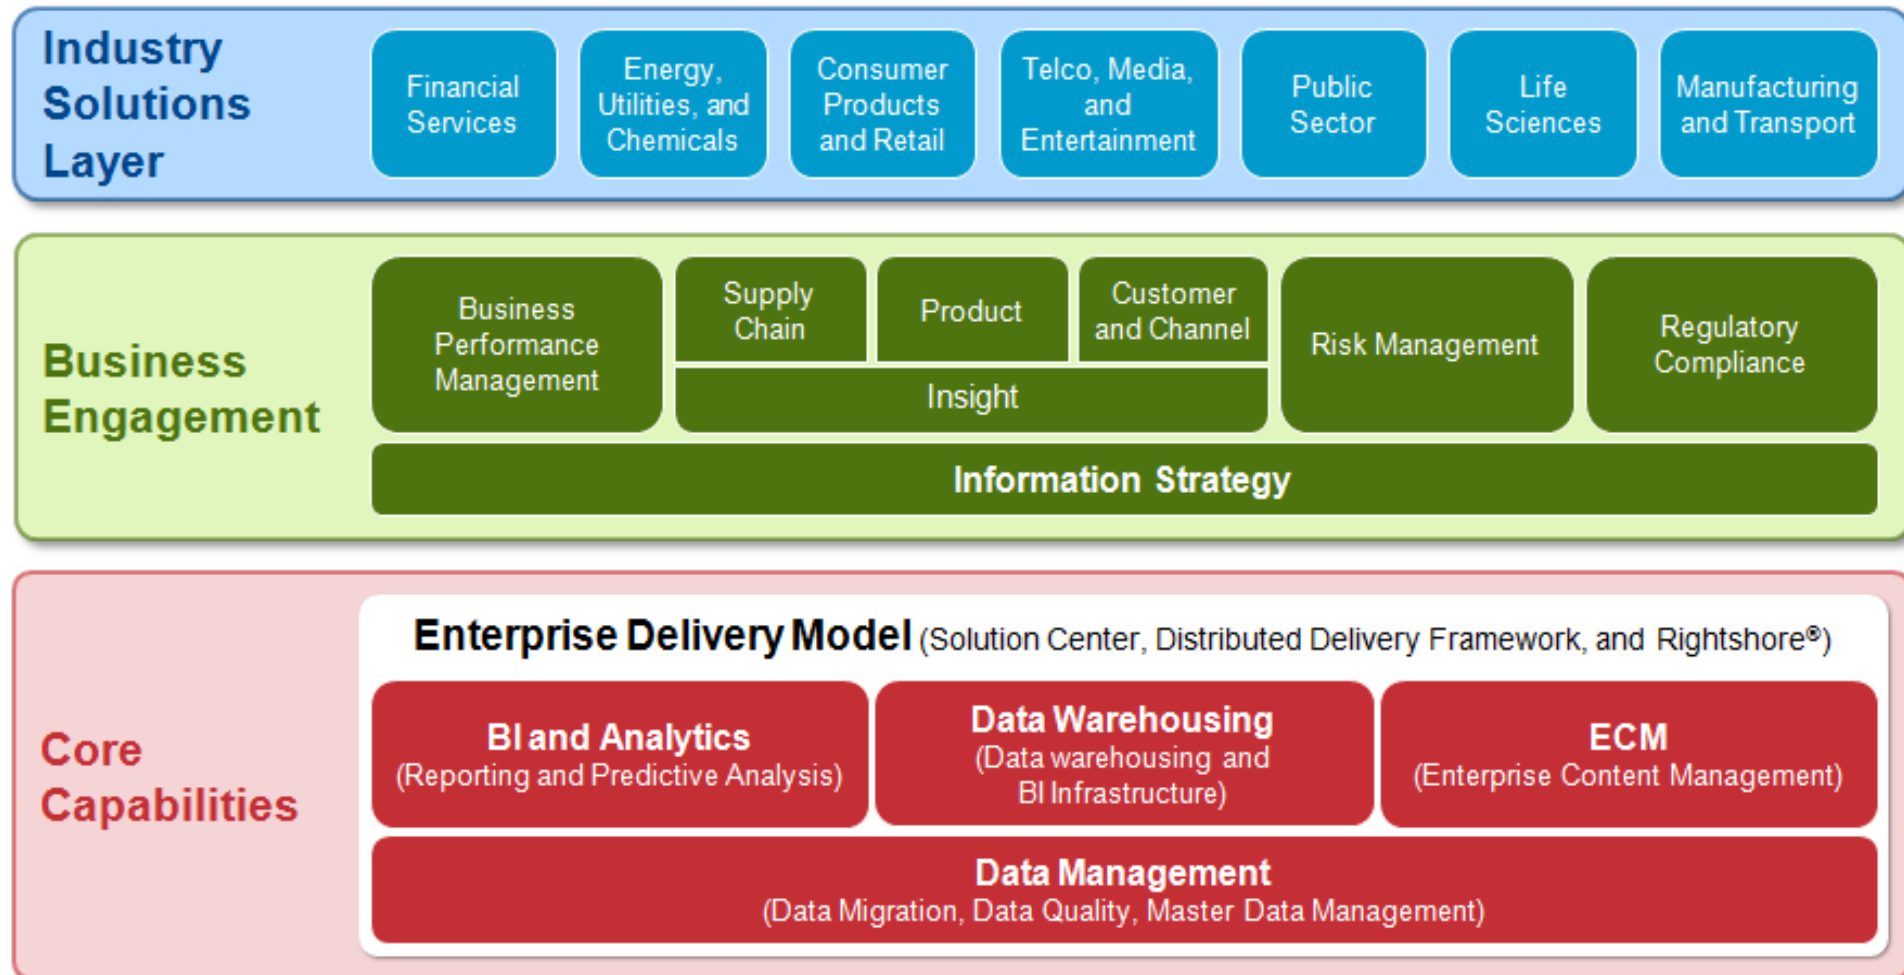 Industry
Solutions
Layer
Financial
Services
Energy,
Utilities, and
Chemicals
Consumer
Products
and Retail
Telco, Media,
and
Entertainment
Public
Sector
Life
Sciences
Manufacturing
and Transport
Business
Engagement
Business
Performance
Management
Supply
Chain
Product
Customer
and Channel
Insight
Risk Management
Regulatory
Compliance
Information Strategy
Core
Capabilities
Enterprise Delivery Model (Solution Center, Distributed Delivery Framework, and Rightshore®)
BI and Analytics
(Reporting and Predictive Analysis)
Data Warehousing
(Data warehousing and
BI Infrastructure)
ECM
(Enterprise Content Management)
Data Management
(Data Migration, Data Quality, Master Data Management)